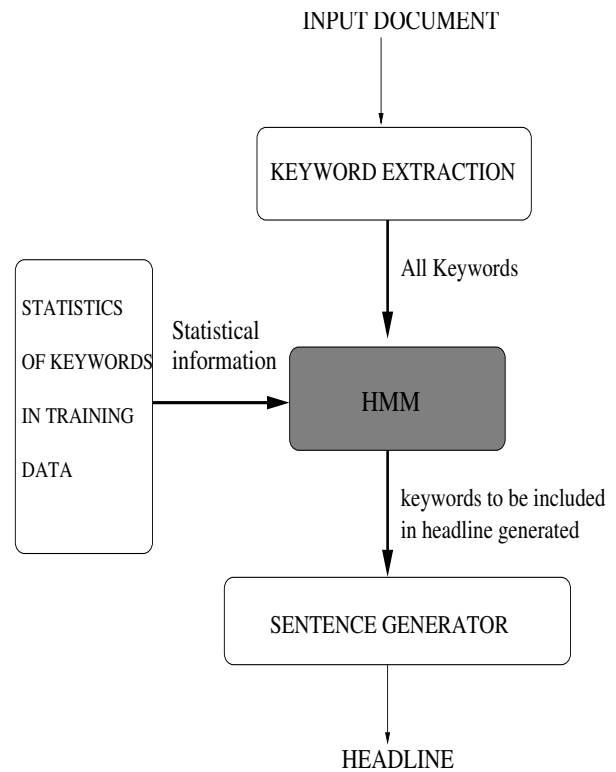 INPUT DOCUMENT
KEYWORD EXTRACTION
All Keywords
STATISTICS
OF KEYWORDS
IN TRAINING
DATA
Statistical
information
HMM
keywords to be included
in headline generated
SENTENCE GENERATOR
HEADLINE